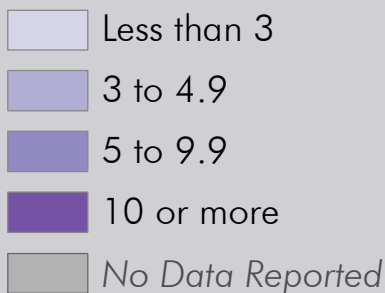 Less than 3
3 to 4.9
5 to 9.9
10 or more
No Data Reported